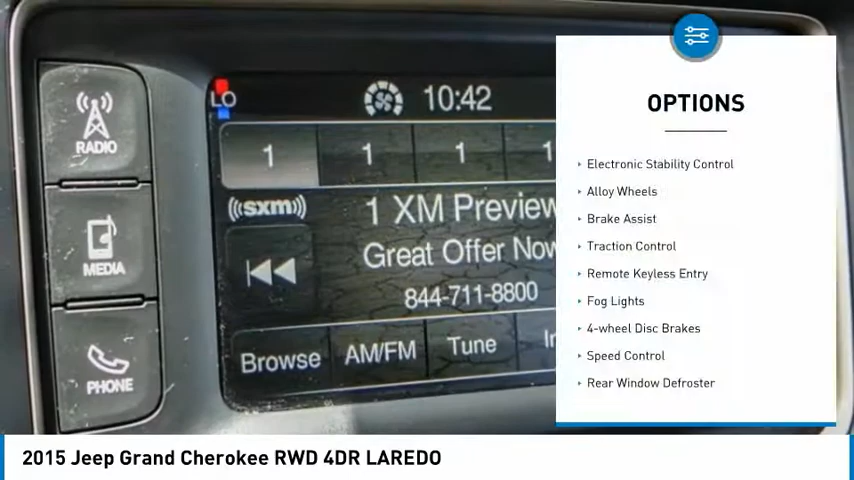 LO
10:42
RADIO
1 1 1 1
sxm
1 XM Preview
Great Offer Now
MEDIA
844-711-8800
Browse AM/FM Tune
PHONE
OPTIONS
Electronic Stability Control
Alloy Wheels
Brake Assist
Traction Control
Remote Keyless Entry
Fog Lights
4-wheel Disc Brakes
Speed Control
Rear Window Defroster
2015 Jeep Grand Cherokee RWD 4DR LAREDO